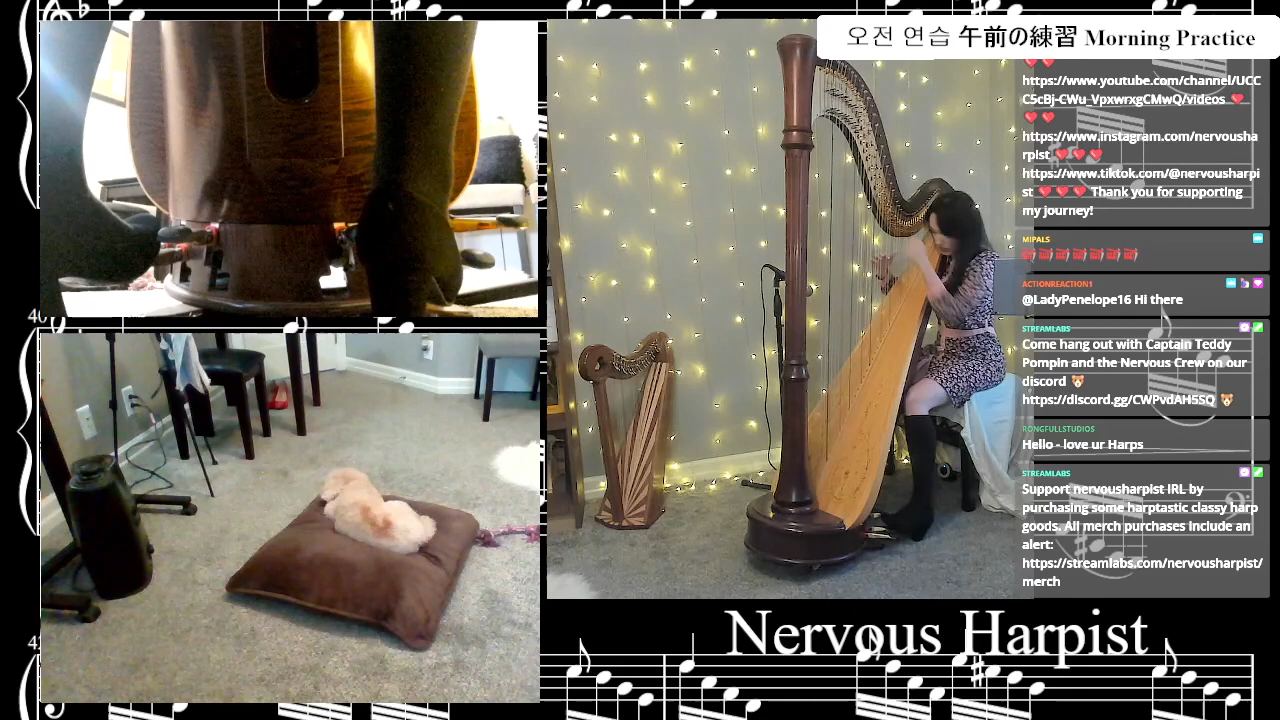 오전 연습 午前の練習 Morning Practice
https://www.youtube.com/channel/UCC
C5cBj-CWu_VpxwrxgCMwQ/videos ❤️
❤️ ❤️
https://www.instagram.com/nervousha
rpist ❤️ ❤️ ❤️
https://www.tiktok.com/@nervousharpi
st ❤️ ❤️ ❤️ Thank you for supporting
my journey!
MIPALS
ACTIONREACTION1
@LadyPenelope16 Hi there
STREAMLABS
Come hang out with Captain Teddy
Pompin and the Nervous Crew on our
discord 🐻
https://discord.gg/CWPvdAH5SQ 🐻
RONGFULLSTUDIOS
Hello - love ur Harps
STREAMLABS
Support nervousharpist IRL by
purchasing some harptastic classy harp
goods. All merch purchases include an
alert:
https://streamlabs.com/nervousharpist/
merch
40
Nervous Harpist